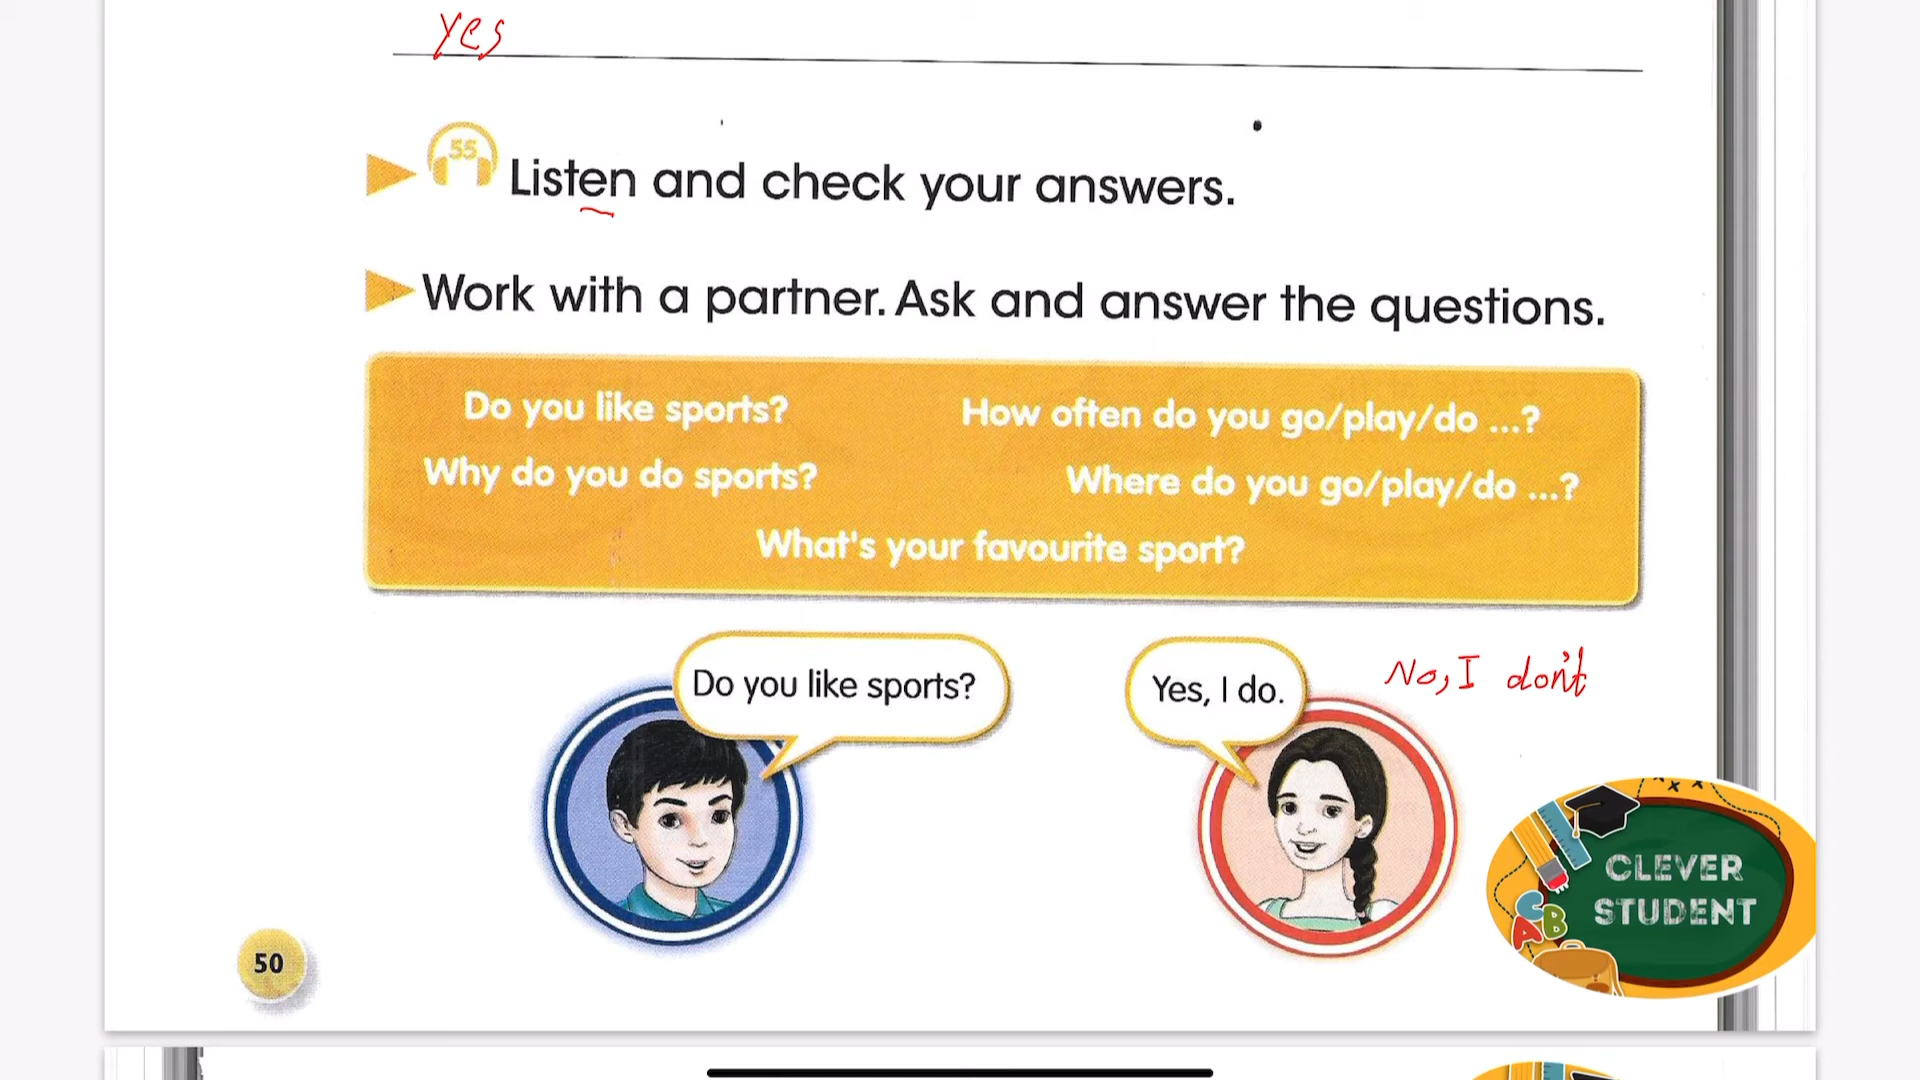 yes
55
Listen and check your answers.
Work with a partner. Ask and answer the questions.
Do you like sports? How often do you go/play/do ...?
Why do you do sports? Where do you go/play/do ...?
What's your favourite sport?
Do you like sports?
Yes, I do.
No, I don't
CLEVER
STUDENT
CAB
50